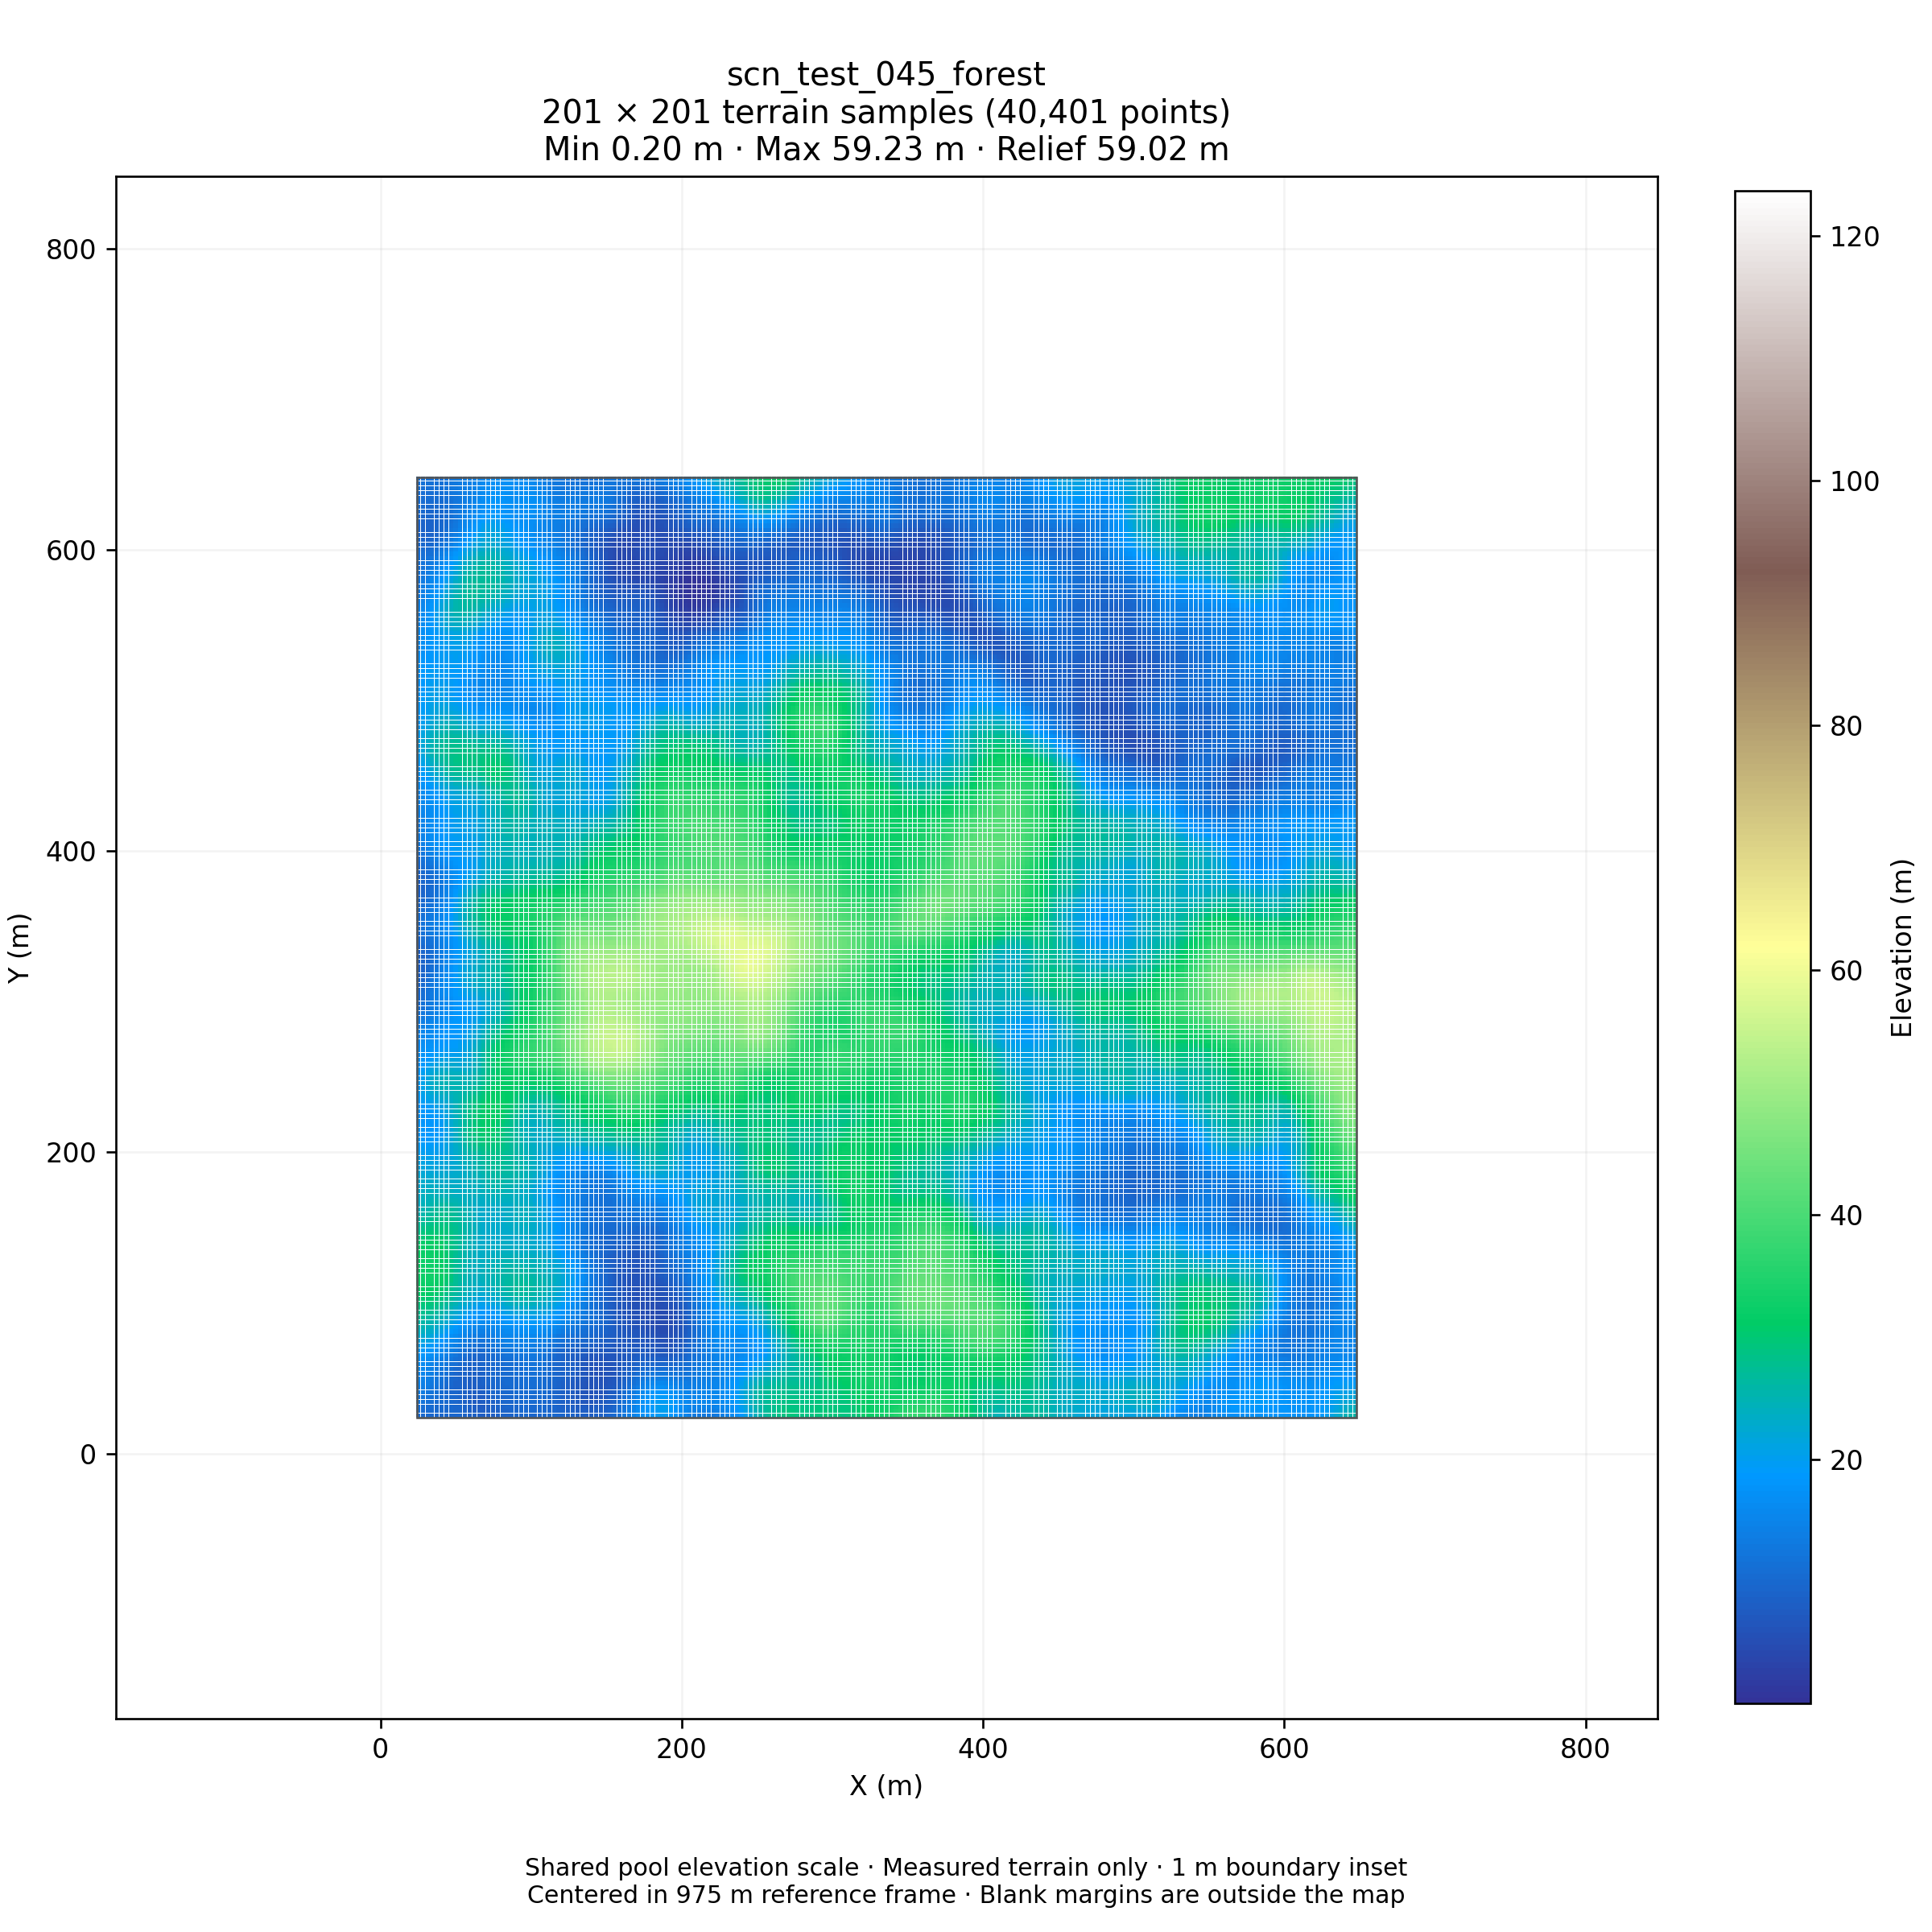 scn_test_045_forest
201 × 201 terrain samples (40,401 points)
Min 0.20 m · Max 59.23 m · Relief 59.02 m
800
600
400
200
0
Y (m)
0
200
400
600
800
X (m)
120
100
80
60
40
20
Elevation (m)
Shared pool elevation scale · Measured terrain only · 1 m boundary inset
Centered in 975 m reference frame · Blank margins are outside the map